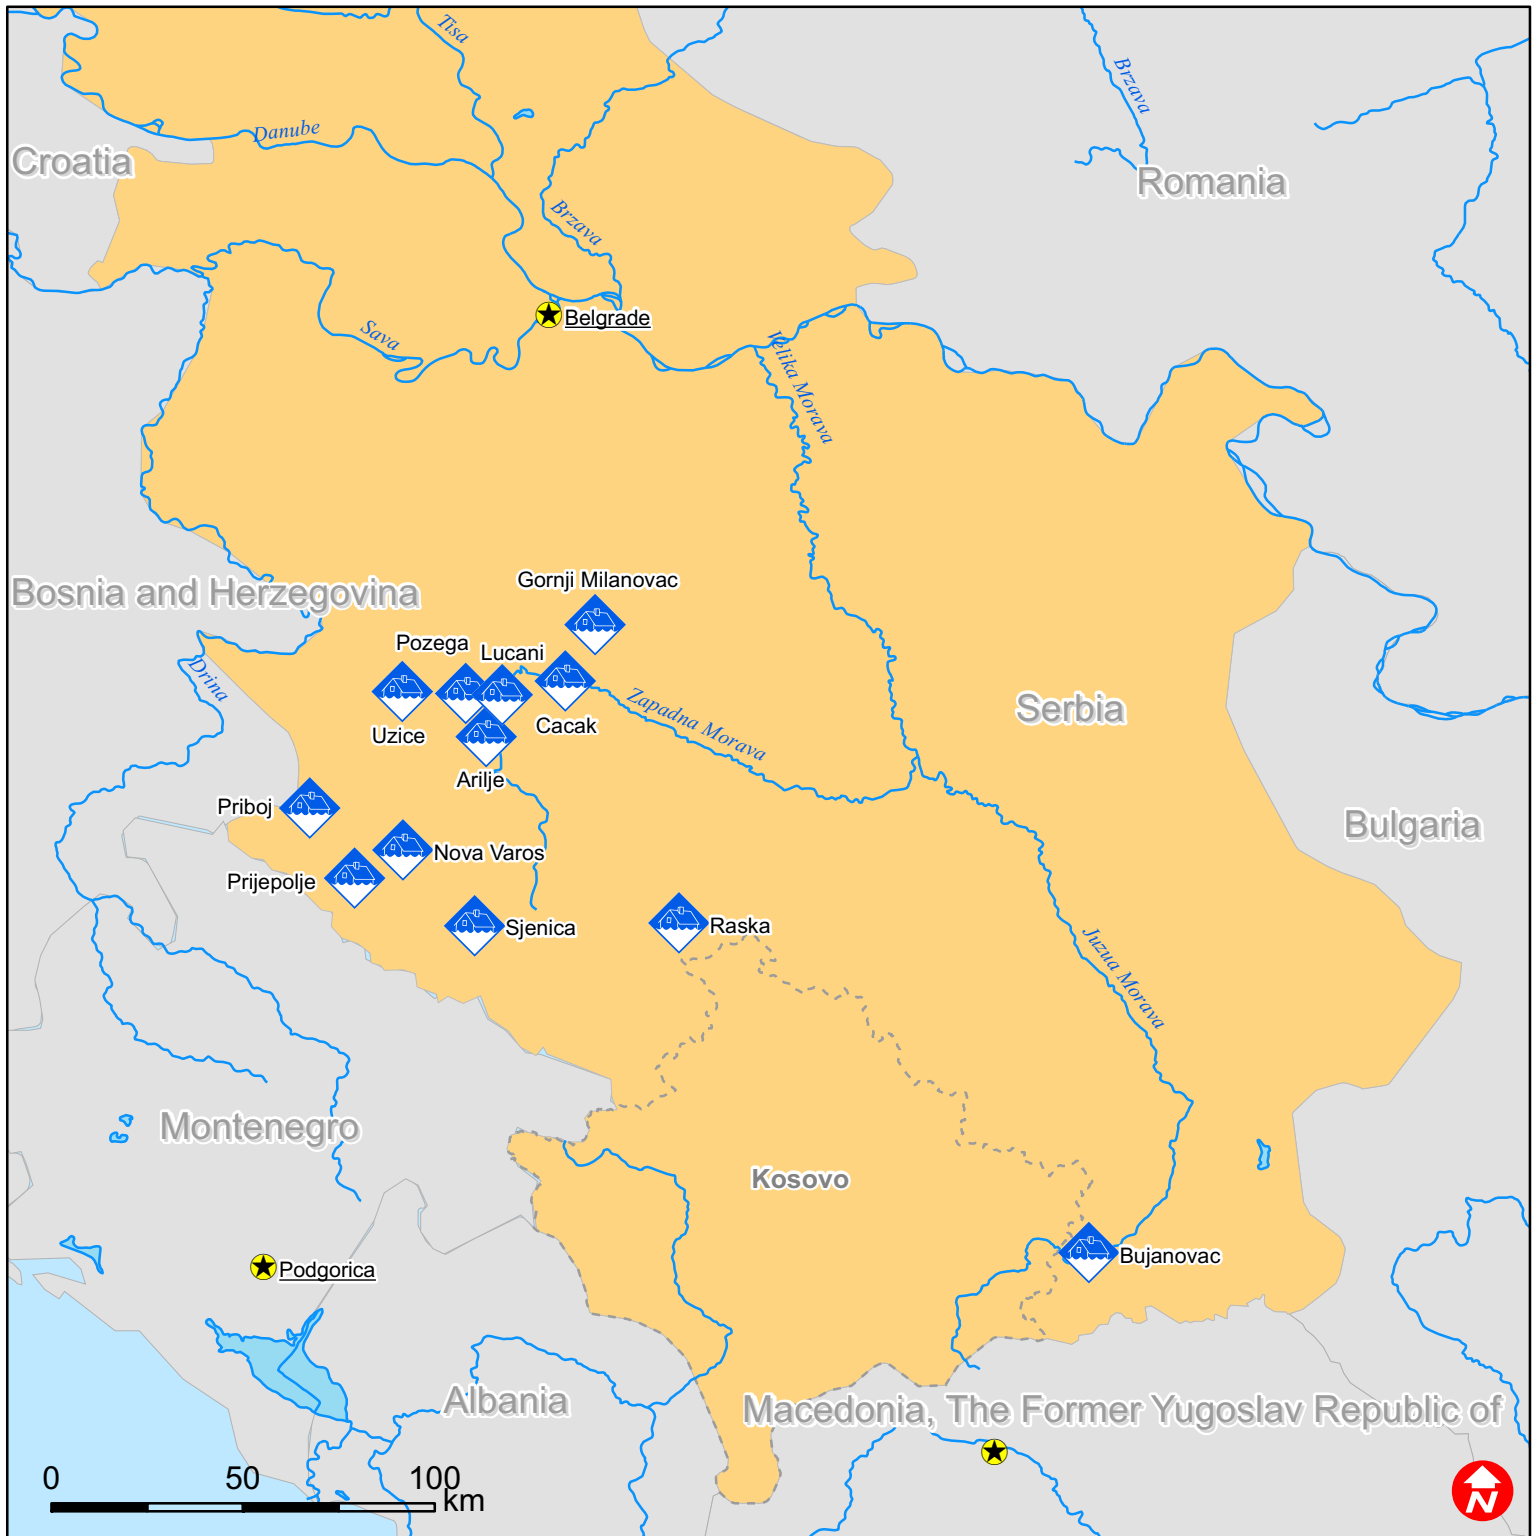 Tisa
Brzava
Danube
Croatia
Romania
Brzava
Belgrade
Sava
Velika Morava
Gornji Milanovac
Bosnia and Herzegovina
Pozega
Lucani
Drina
Zapadna Morava
Serbia
Cacak
Uzice
Arilje
Priboj
Bulgaria
Nova Varos
Prijepolje
Sjenica
Raska
Juzua Morava
Montenegro
Kosovo
Bujanovac
Podgorica
Albania
Macedonia, The Former Yugoslav Republic of
0 50 100
km
N